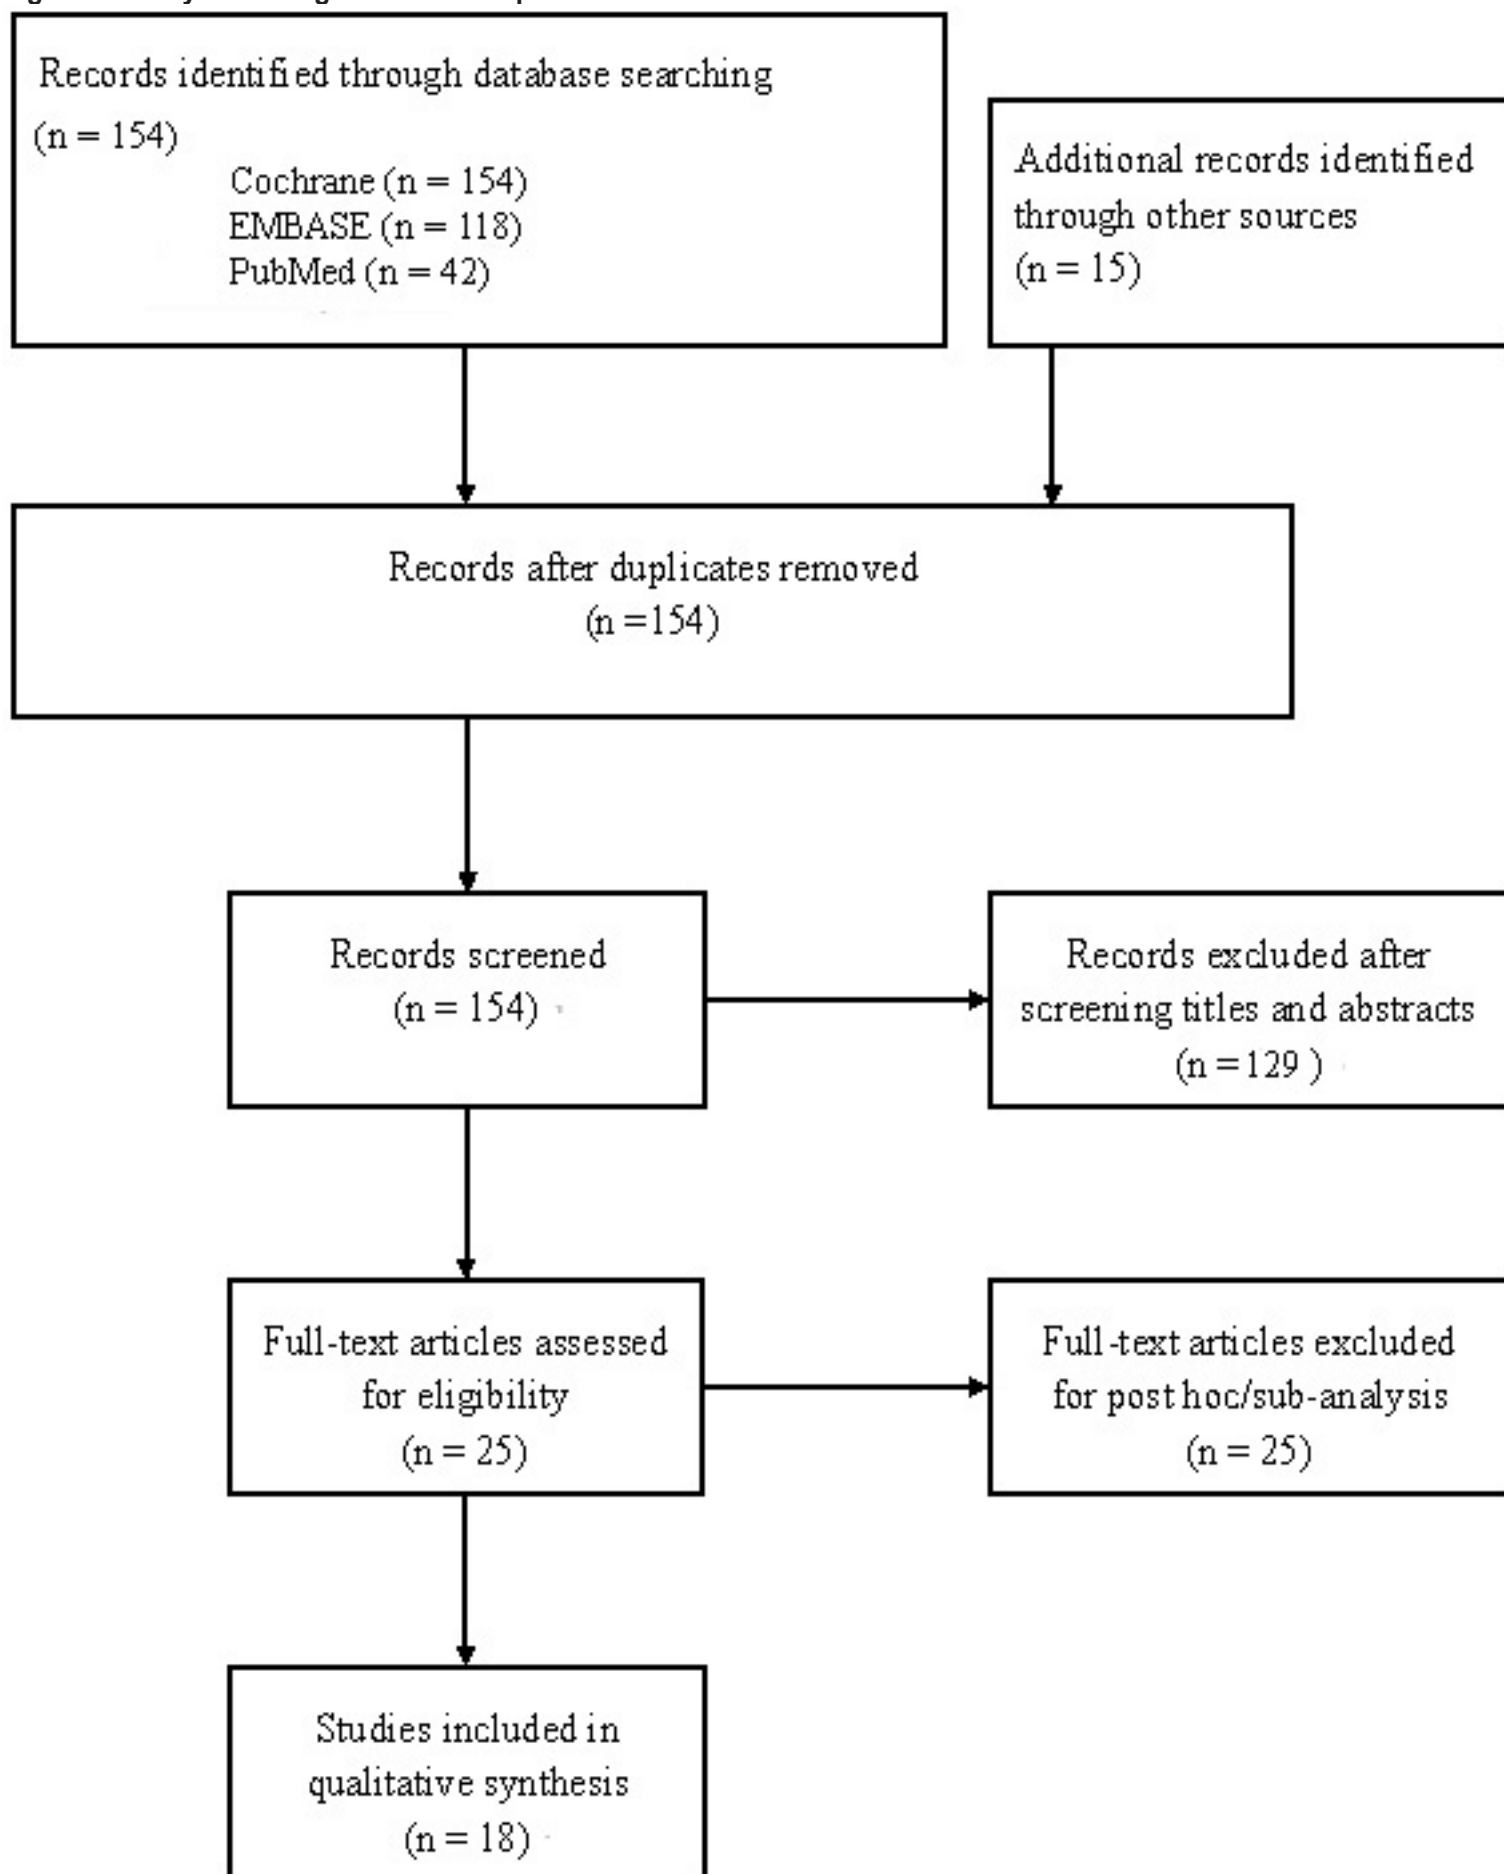 Records identified through database searching
(n = 154)
Cochrane (n = 154)
EMBASE (n = 118)
PubMed (n = 42)
Additional records identified
through other sources
(n = 15)
Records after duplicates removed
(n =154)
Records screened
(n = 154)
Records excluded after
screening titles and abstracts
(n =129 )
Full-text articles assessed
for eligibility
(n = 25)
Full-text articles excluded
for post hoc/sub-analysis
(n = 25)
Studies included in
qualitative synthesis
(n = 18)